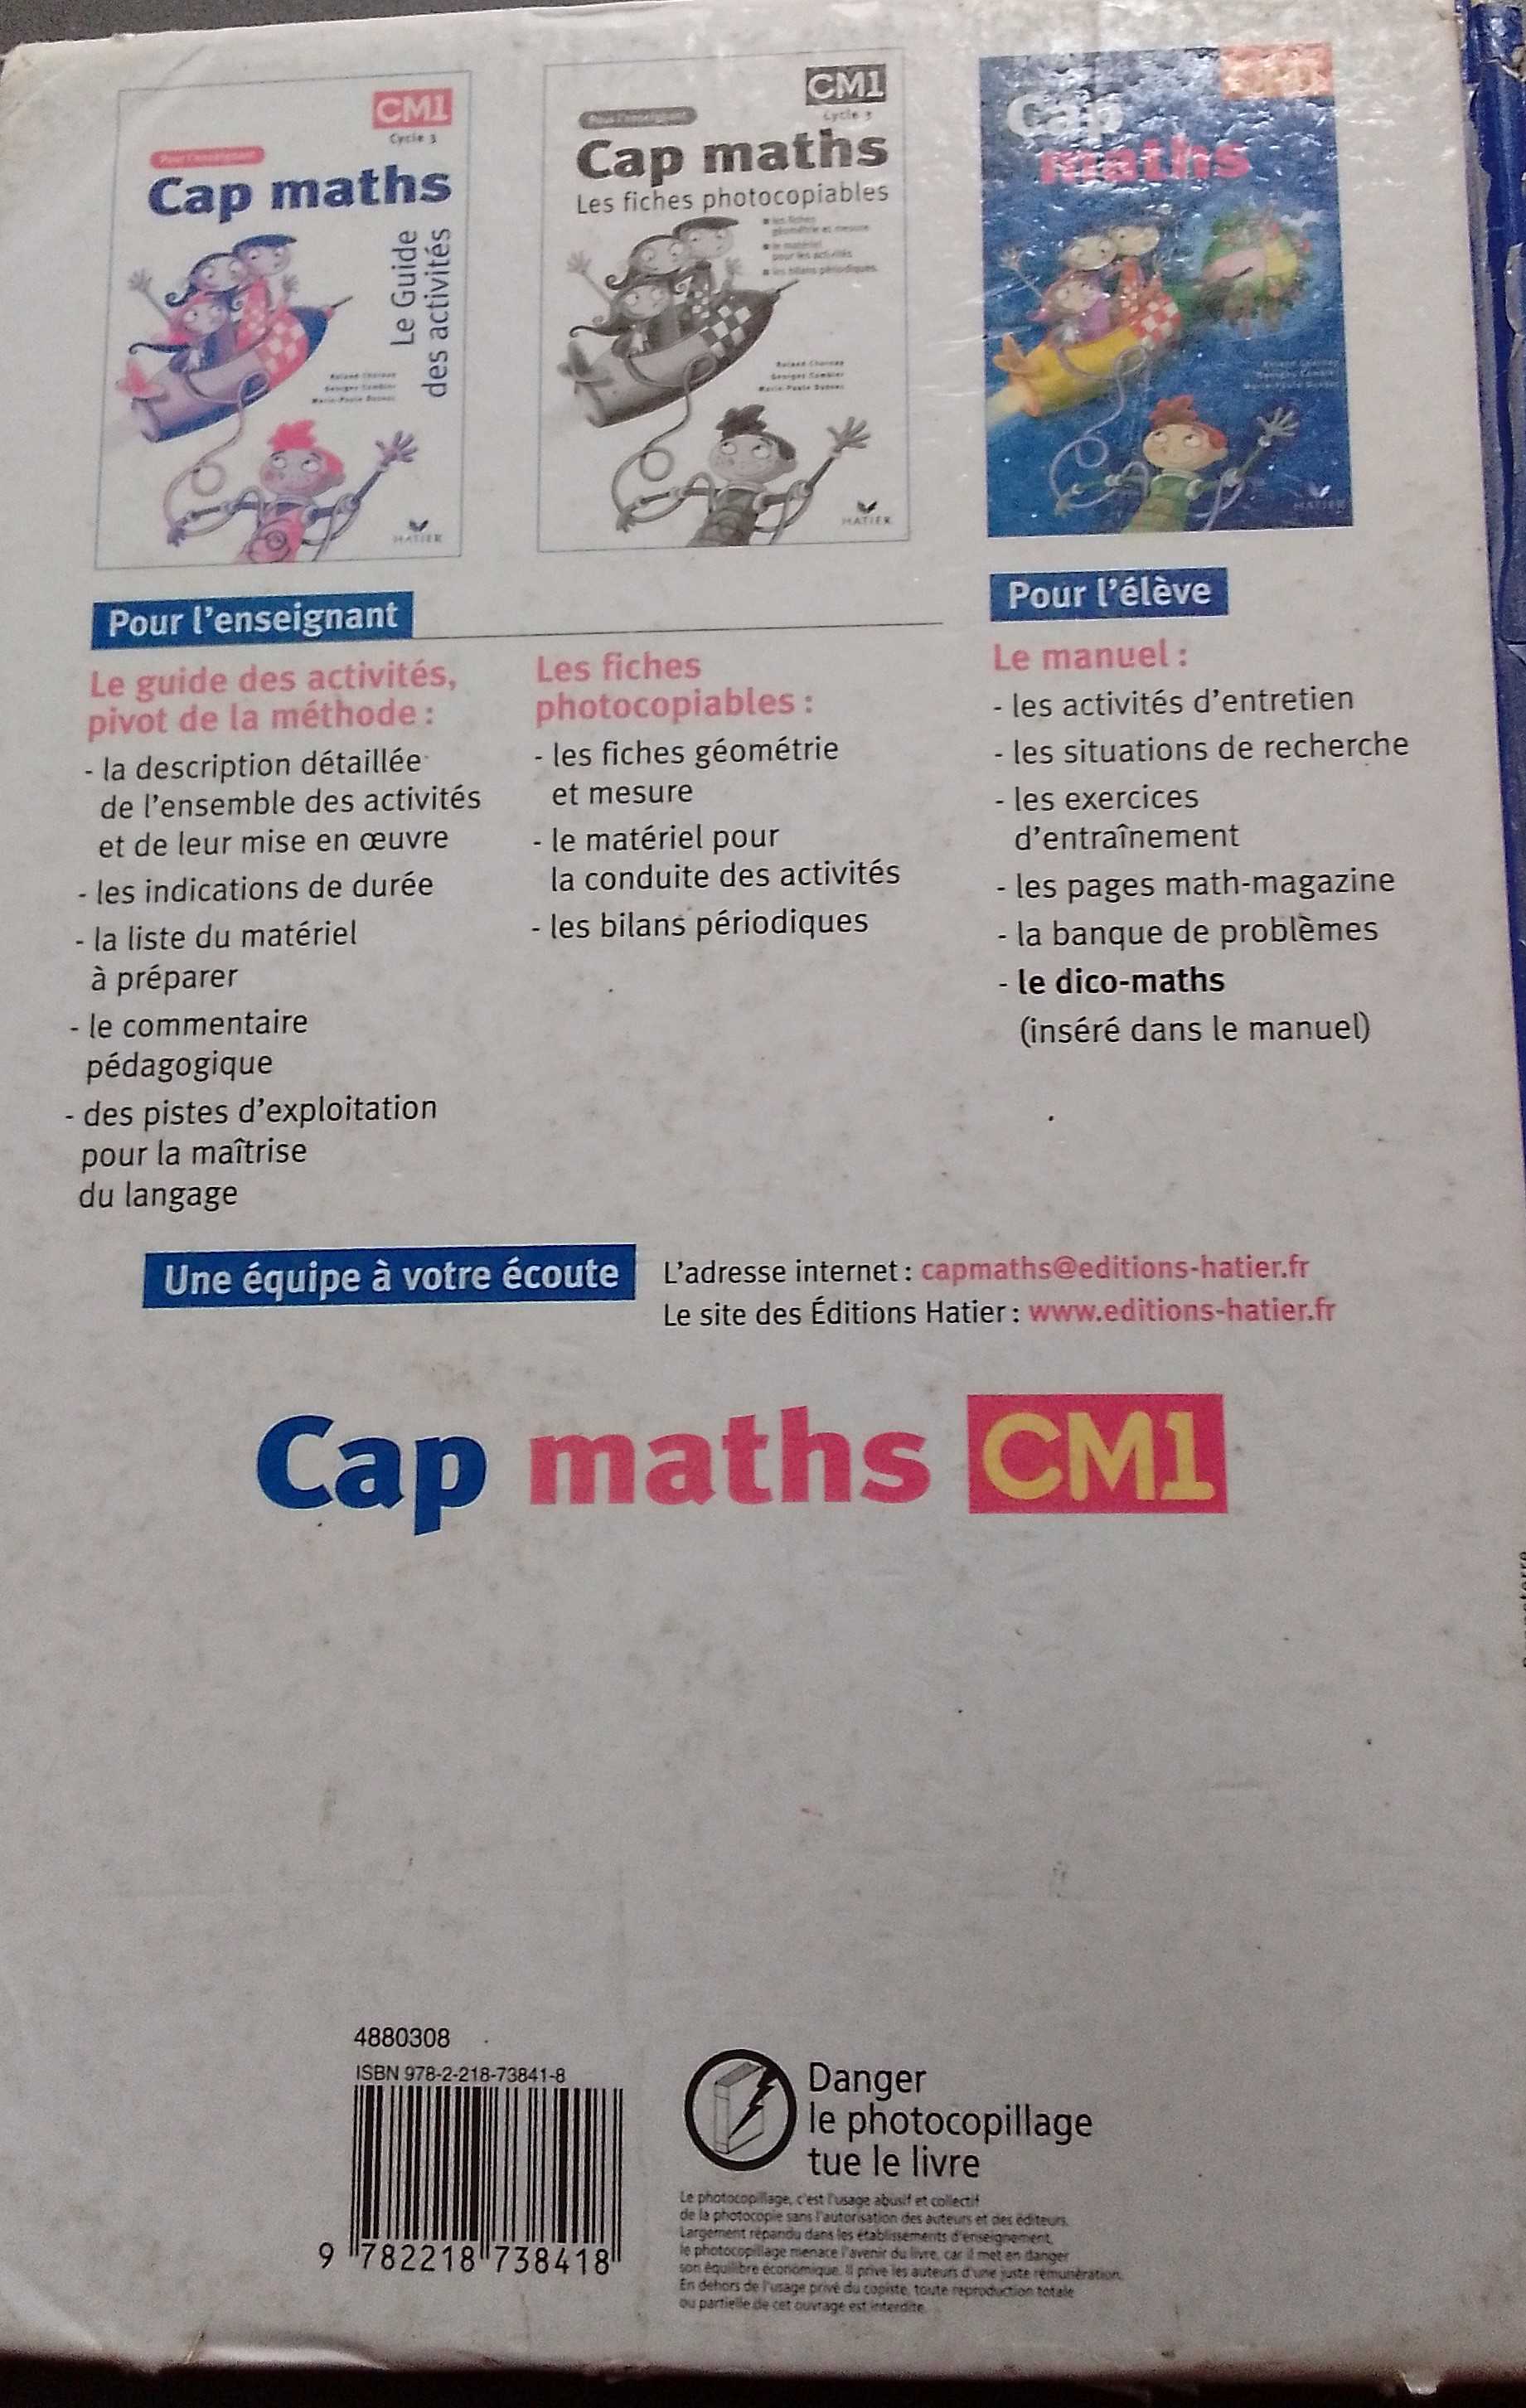 CM1
Cycle 3
Pour l'enseignant
Cap maths
Le Guide
des activités
Roland Charnay
Georges Combier
Marie-Paule Dussuc
HATIER
CM1
Cycle 3
Pour l'enseignant
Cap maths
Les fiches photocopiables
les fiches
géométrie et mesure
le matériel
pour les activités
les bilans périodiques
Roland Charnay
Georges Combier
Marie-Paule Dussuc
HATIER
Cap
maths
HATIER
Pour l'enseignant
Le guide des activités,
pivot de la méthode :
- la description détaillée
de l'ensemble des activités
et de leur mise en œuvre
- les indications de durée
- la liste du matériel
à préparer
- le commentaire
pédagogique
- des pistes d'exploitation
pour la maîtrise
du langage
Les fiches
photocopiables :
- les fiches géométrie
et mesure
- le matériel pour
la conduite des activités
- les bilans périodiques
Pour l'élève
Le manuel :
- les activités d'entretien
- les situations de recherche
- les exercices
d'entraînement
- les pages math-magazine
- la banque de problèmes
- le dico-maths
(inséré dans le manuel)
Une équipe à votre écoute
L'adresse internet : capmaths@editions-hatier.fr
Le site des Éditions Hatier : www.editions-hatier.fr
Cap maths CM1
4880308
ISBN 978-2-218-73841-8
9 782218 738418
Danger
le photocopillage
tue le livre
Le photocopillage, c'est l'usage abusif et collectif
de la photocopie sans l'autorisation des auteurs et des éditeurs.
Largement répandu dans les établissements d'enseignement,
le photocopillage menace l'avenir du livre, car il met en danger
son équilibre économique. Il prive les auteurs d'une juste rémunération.
En dehors de l'usage privé du copiste, toute reproduction totale
ou partielle de cet ouvrage est interdite.